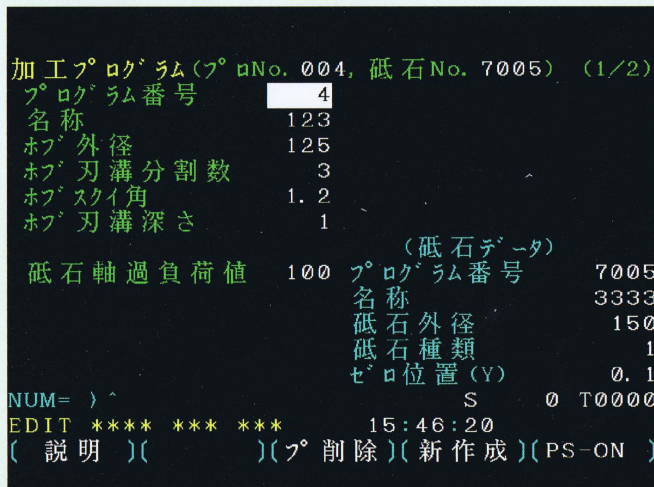 加工ﾌﾟﾛｸﾞﾗﾑ(ﾌﾟﾛNo. 004, 砥石No. 7005) (1/2)
ﾌﾟﾛｸﾞﾗﾑ番号 4
名称 123
ﾎﾌﾞ外径 125
ﾎﾌﾞ刃溝分割数 3
ﾎﾌﾞｽｸｲ角 1.2
ﾎﾌﾞ刃溝深さ 1
砥石軸過負荷値 100
(砥石ﾃﾞｰﾀ)
ﾌﾟﾛｸﾞﾗﾑ番号 7005
名称 3333
砥石外径 150
砥石種類 1
ｾﾞﾛ位置(Y) 0.1
NUM= ) ^
S 0 T0000
EDIT **** *** ***
15:46:20
( 説明 )( )(ﾌﾟ削除)(新作成)(PS-ON )